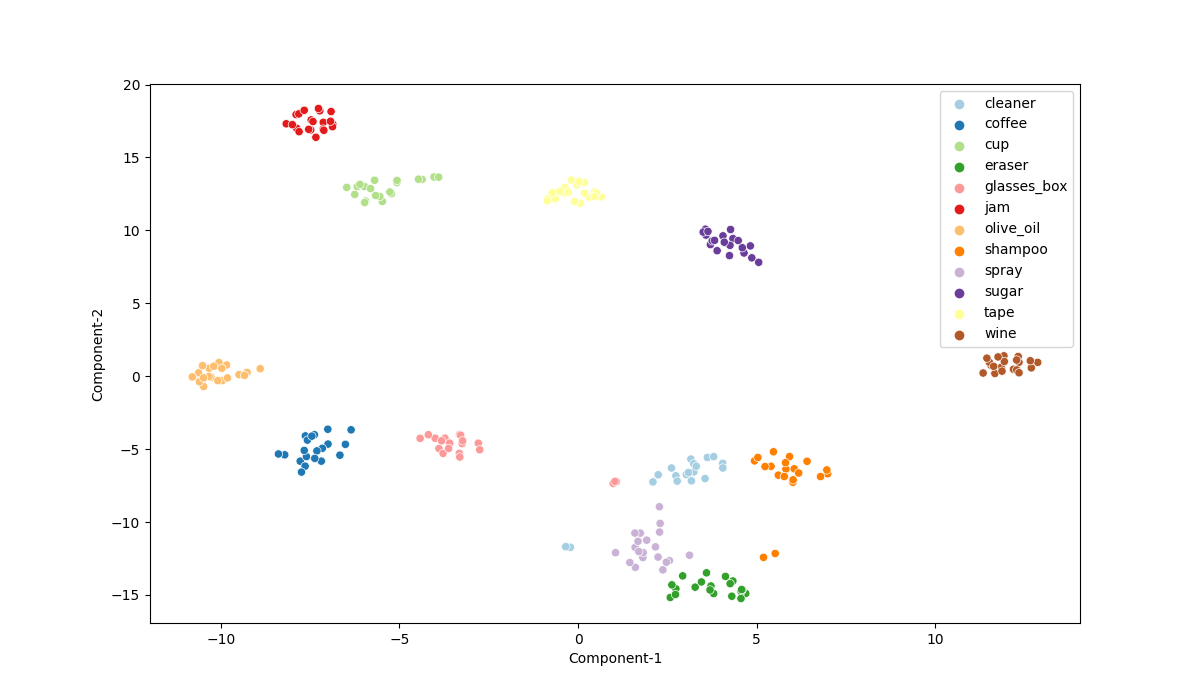 20
15
10
5
0
−5
−10
−15
Component-2
−10
−5
0
5
10
Component-1
cleaner
coffee
cup
eraser
glasses_box
jam
olive_oil
shampoo
spray
sugar
tape
wine